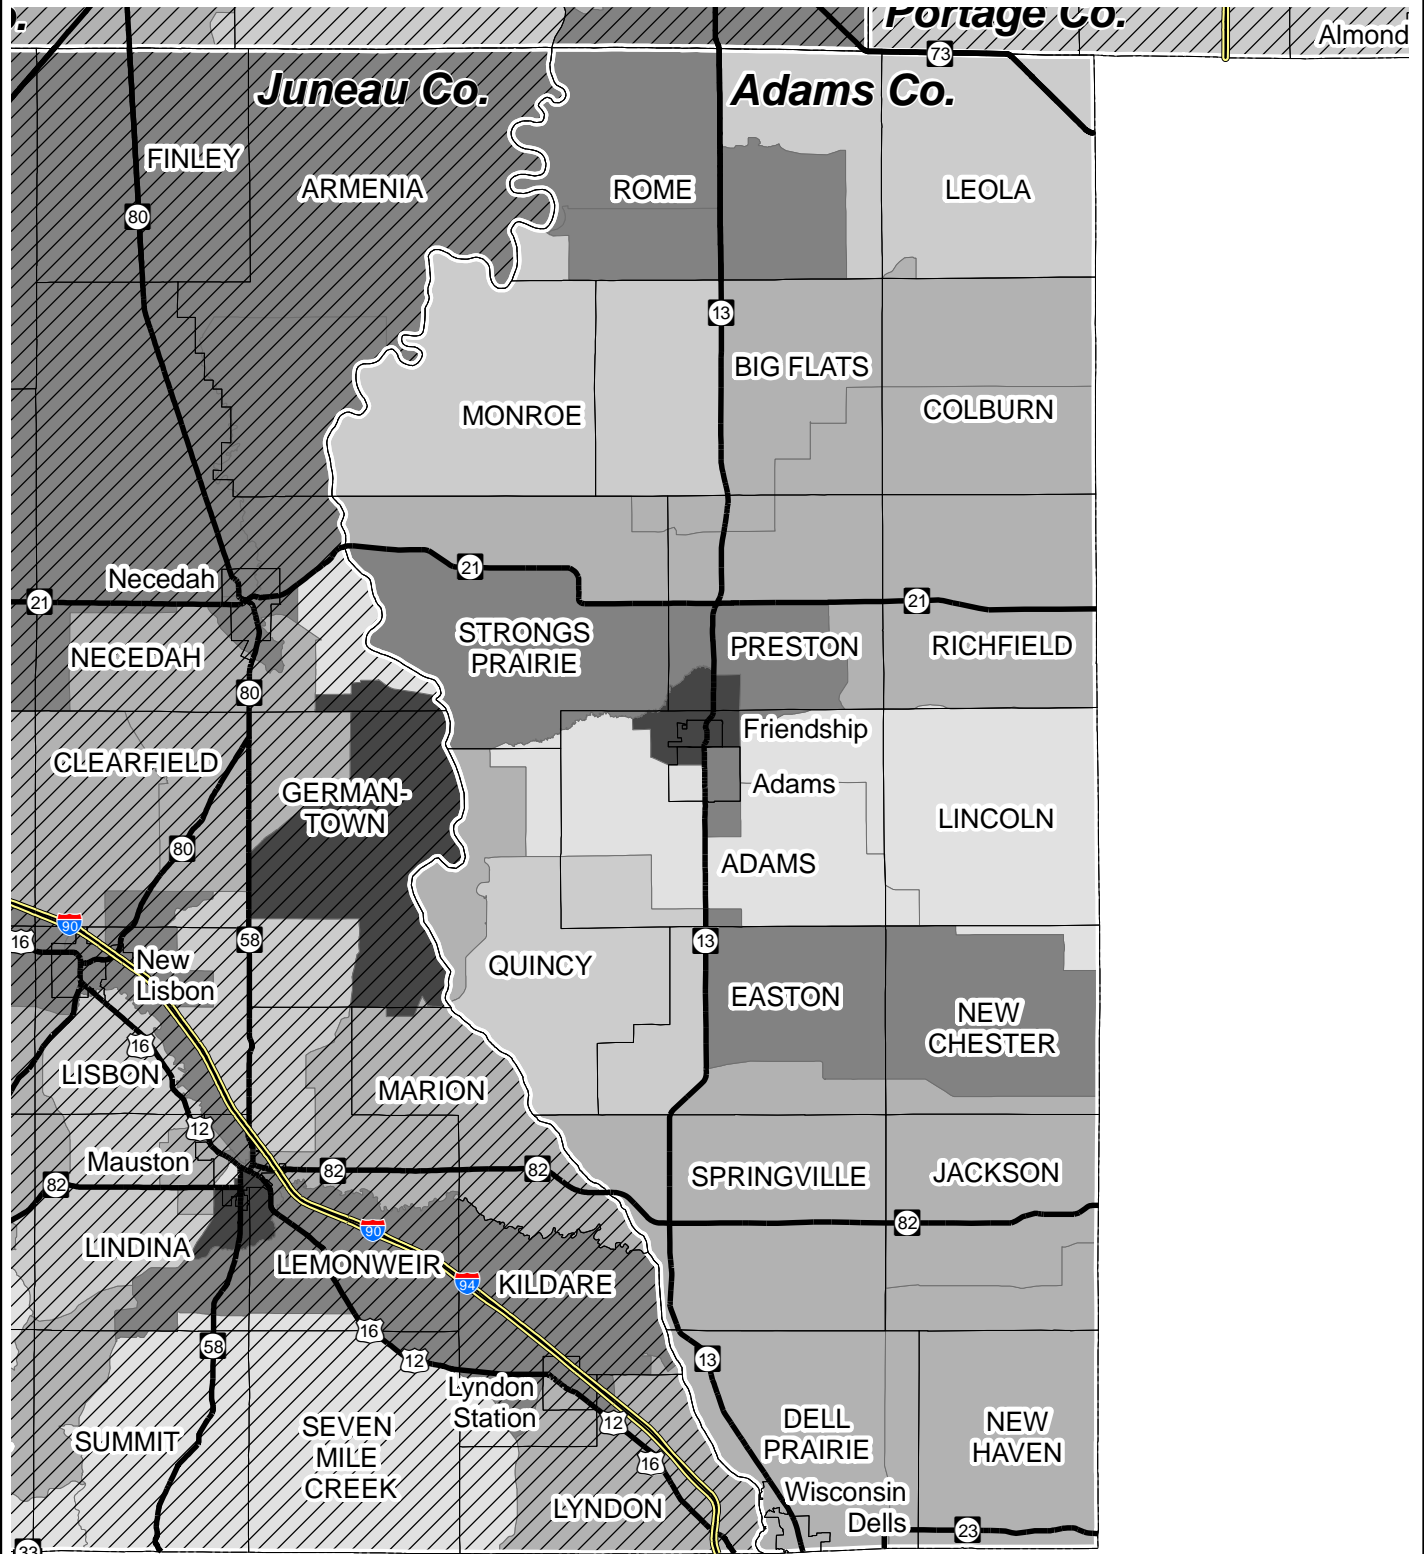 Portage Co.
Almond
73
Juneau Co.
Adams Co.
FINLEY
ARMENIA
ROME
LEOLA
80
13
BIG FLATS
MONROE
COLBURN
21
Necedah
21
21
STRONGS
PRAIRIE
PRESTON
RICHFIELD
NECEDAH
80
Friendship
CLEARFIELD
Adams
GERMAN-
TOWN
LINCOLN
80
ADAMS
90
16
58
13
New
Lisbon
QUINCY
EASTON
NEW
CHESTER
16
LISBON
MARION
12
Mauston
82
82
82
SPRINGVILLE
JACKSON
82
90
LINDINA
LEMONWEIR
94
KILDARE
16
58
12
13
Lyndon
Station
12
DELL
PRAIRIE
NEW
HAVEN
SUMMIT
SEVEN
MILE
CREEK
16
Wisconsin
Dells
LYNDON
23
33